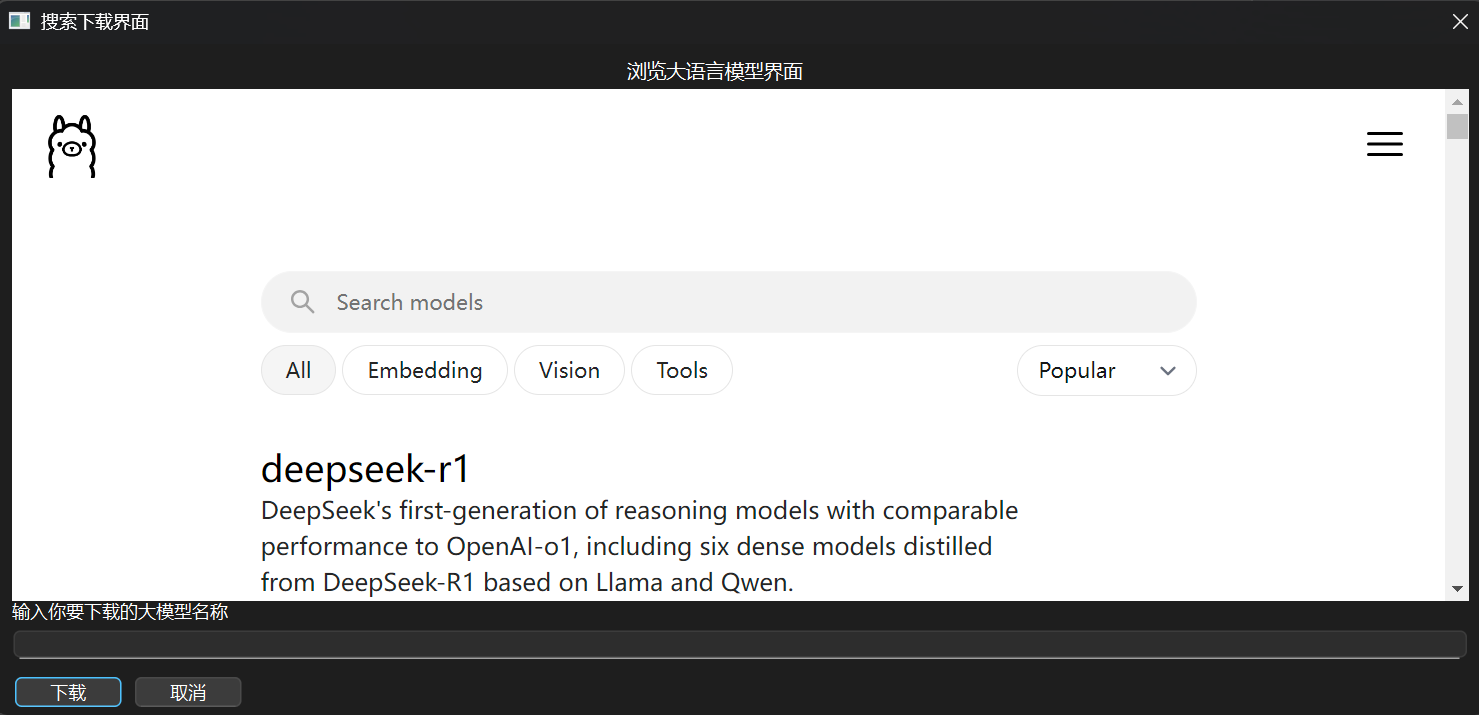 搜索下载界面
浏览大语言模型界面
Search models
All Embedding Vision Tools Popular
deepseek-r1
DeepSeek's first-generation of reasoning models with comparable
performance to OpenAI-o1, including six dense models distilled
from DeepSeek-R1 based on Llama and Qwen.
输入你要下载的大模型名称
下载 取消